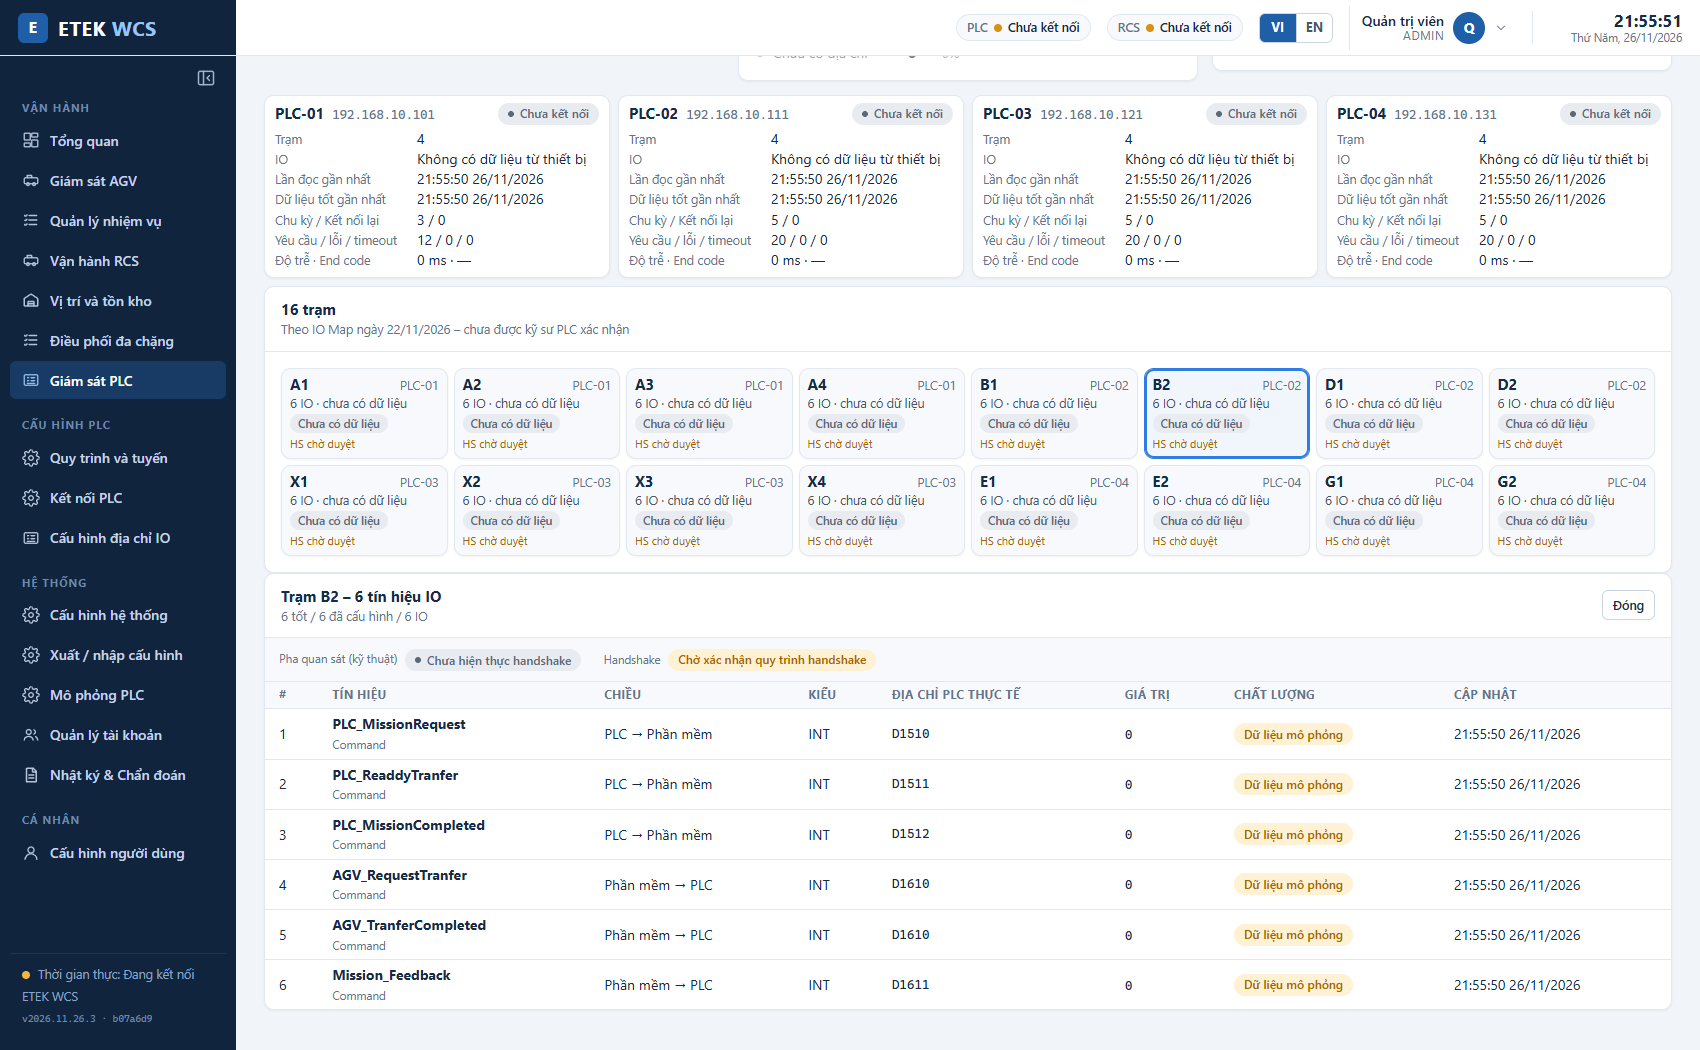 E ETEK WCS
PLC Chưa kết nối
RCS Chưa kết nối
VI EN
Quản trị viên
ADMIN
Q
21:55:51
Thứ Năm, 26/11/2026
VẬN HÀNH
Tổng quan
Giám sát AGV
Quản lý nhiệm vụ
Vận hành RCS
Vị trí và tồn kho
Điều phối đa chặng
Giám sát PLC
CẤU HÌNH PLC
Quy trình và tuyến
Kết nối PLC
Cấu hình địa chỉ IO
HỆ THỐNG
Cấu hình hệ thống
Xuất / nhập cấu hình
Mô phỏng PLC
Quản lý tài khoản
Nhật ký & Chẩn đoán
CÁ NHÂN
Cấu hình người dùng
Thời gian thực: Đang kết nối
ETEK WCS
v2026.11.26.3 · b07a6d9
PLC-01 192.168.10.101 Chưa kết nối
Trạm 4
IO Không có dữ liệu từ thiết bị
Lần đọc gần nhất 21:55:50 26/11/2026
Dữ liệu tốt gần nhất 21:55:50 26/11/2026
Chu kỳ / Kết nối lại 3 / 0
Yêu cầu / lỗi / timeout 12 / 0 / 0
Độ trễ · End code 0 ms · —
PLC-02 192.168.10.111 Chưa kết nối
Trạm 4
IO Không có dữ liệu từ thiết bị
Lần đọc gần nhất 21:55:50 26/11/2026
Dữ liệu tốt gần nhất 21:55:50 26/11/2026
Chu kỳ / Kết nối lại 5 / 0
Yêu cầu / lỗi / timeout 20 / 0 / 0
Độ trễ · End code 0 ms · —
PLC-03 192.168.10.121 Chưa kết nối
Trạm 4
IO Không có dữ liệu từ thiết bị
Lần đọc gần nhất 21:55:50 26/11/2026
Dữ liệu tốt gần nhất 21:55:50 26/11/2026
Chu kỳ / Kết nối lại 5 / 0
Yêu cầu / lỗi / timeout 20 / 0 / 0
Độ trễ · End code 0 ms · —
PLC-04 192.168.10.131 Chưa kết nối
Trạm 4
IO Không có dữ liệu từ thiết bị
Lần đọc gần nhất 21:55:50 26/11/2026
Dữ liệu tốt gần nhất 21:55:50 26/11/2026
Chu kỳ / Kết nối lại 5 / 0
Yêu cầu / lỗi / timeout 20 / 0 / 0
Độ trễ · End code 0 ms · —
16 trạm
Theo IO Map ngày 22/11/2026 – chưa được kỹ sư PLC xác nhận
A1 PLC-01
6 IO · chưa có dữ liệu
Chưa có dữ liệu
HS chờ duyệt
A2 PLC-01
6 IO · chưa có dữ liệu
Chưa có dữ liệu
HS chờ duyệt
A3 PLC-01
6 IO · chưa có dữ liệu
Chưa có dữ liệu
HS chờ duyệt
A4 PLC-01
6 IO · chưa có dữ liệu
Chưa có dữ liệu
HS chờ duyệt
B1 PLC-02
6 IO · chưa có dữ liệu
Chưa có dữ liệu
HS chờ duyệt
B2 PLC-02
6 IO · chưa có dữ liệu
Chưa có dữ liệu
HS chờ duyệt
D1 PLC-02
6 IO · chưa có dữ liệu
Chưa có dữ liệu
HS chờ duyệt
D2 PLC-02
6 IO · chưa có dữ liệu
Chưa có dữ liệu
HS chờ duyệt
X1 PLC-03
6 IO · chưa có dữ liệu
Chưa có dữ liệu
HS chờ duyệt
X2 PLC-03
6 IO · chưa có dữ liệu
Chưa có dữ liệu
HS chờ duyệt
X3 PLC-03
6 IO · chưa có dữ liệu
Chưa có dữ liệu
HS chờ duyệt
X4 PLC-03
6 IO · chưa có dữ liệu
Chưa có dữ liệu
HS chờ duyệt
E1 PLC-04
6 IO · chưa có dữ liệu
Chưa có dữ liệu
HS chờ duyệt
E2 PLC-04
6 IO · chưa có dữ liệu
Chưa có dữ liệu
HS chờ duyệt
G1 PLC-04
6 IO · chưa có dữ liệu
Chưa có dữ liệu
HS chờ duyệt
G2 PLC-04
6 IO · chưa có dữ liệu
Chưa có dữ liệu
HS chờ duyệt
Trạm B2 – 6 tín hiệu IO
6 tốt / 6 đã cấu hình / 6 IO
Đóng
Pha quan sát (kỹ thuật) Chưa hiện thực handshake Handshake Chờ xác nhận quy trình handshake
# TÍN HIỆU CHIỀU KIỂU ĐỊA CHỈ PLC THỰC TẾ GIÁ TRỊ CHẤT LƯỢNG CẬP NHẬT
1 PLC_MissionRequest PLC → Phần mềm INT D1510 0 Dữ liệu mô phỏng 21:55:50 26/11/2026
Command
2 PLC_ReaddyTranfer PLC → Phần mềm INT D1511 0 Dữ liệu mô phỏng 21:55:50 26/11/2026
Command
3 PLC_MissionCompleted PLC → Phần mềm INT D1512 0 Dữ liệu mô phỏng 21:55:50 26/11/2026
Command
4 AGV_RequestTranfer Phần mềm → PLC INT D1610 0 Dữ liệu mô phỏng 21:55:50 26/11/2026
Command
5 AGV_TranferCompleted Phần mềm → PLC INT D1610 0 Dữ liệu mô phỏng 21:55:50 26/11/2026
Command
6 Mission_Feedback Phần mềm → PLC INT D1611 0 Dữ liệu mô phỏng 21:55:50 26/11/2026
Command